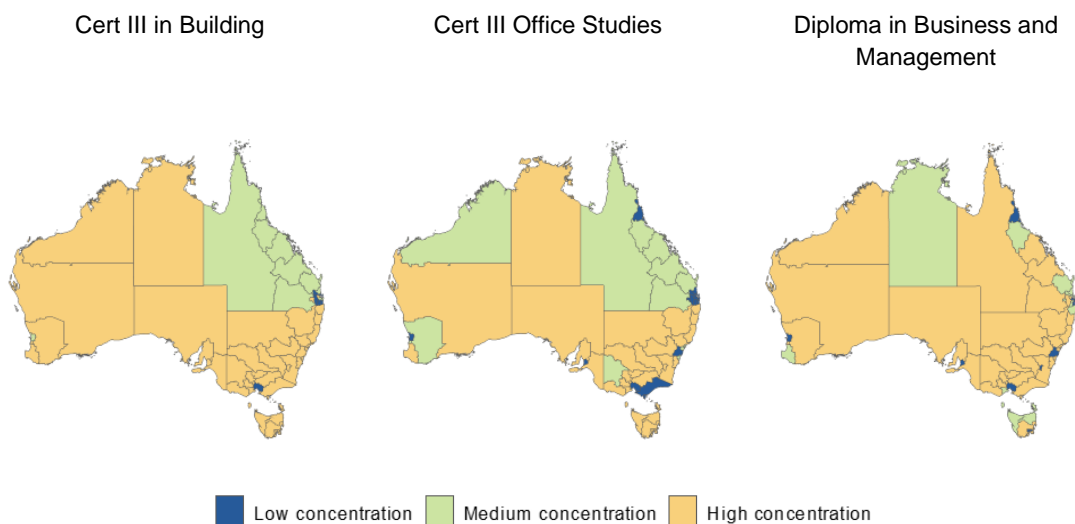 Cert III in Building
Cert III Office Studies
Diploma in Business and
Management
Low concentration
Medium concentration
High concentration